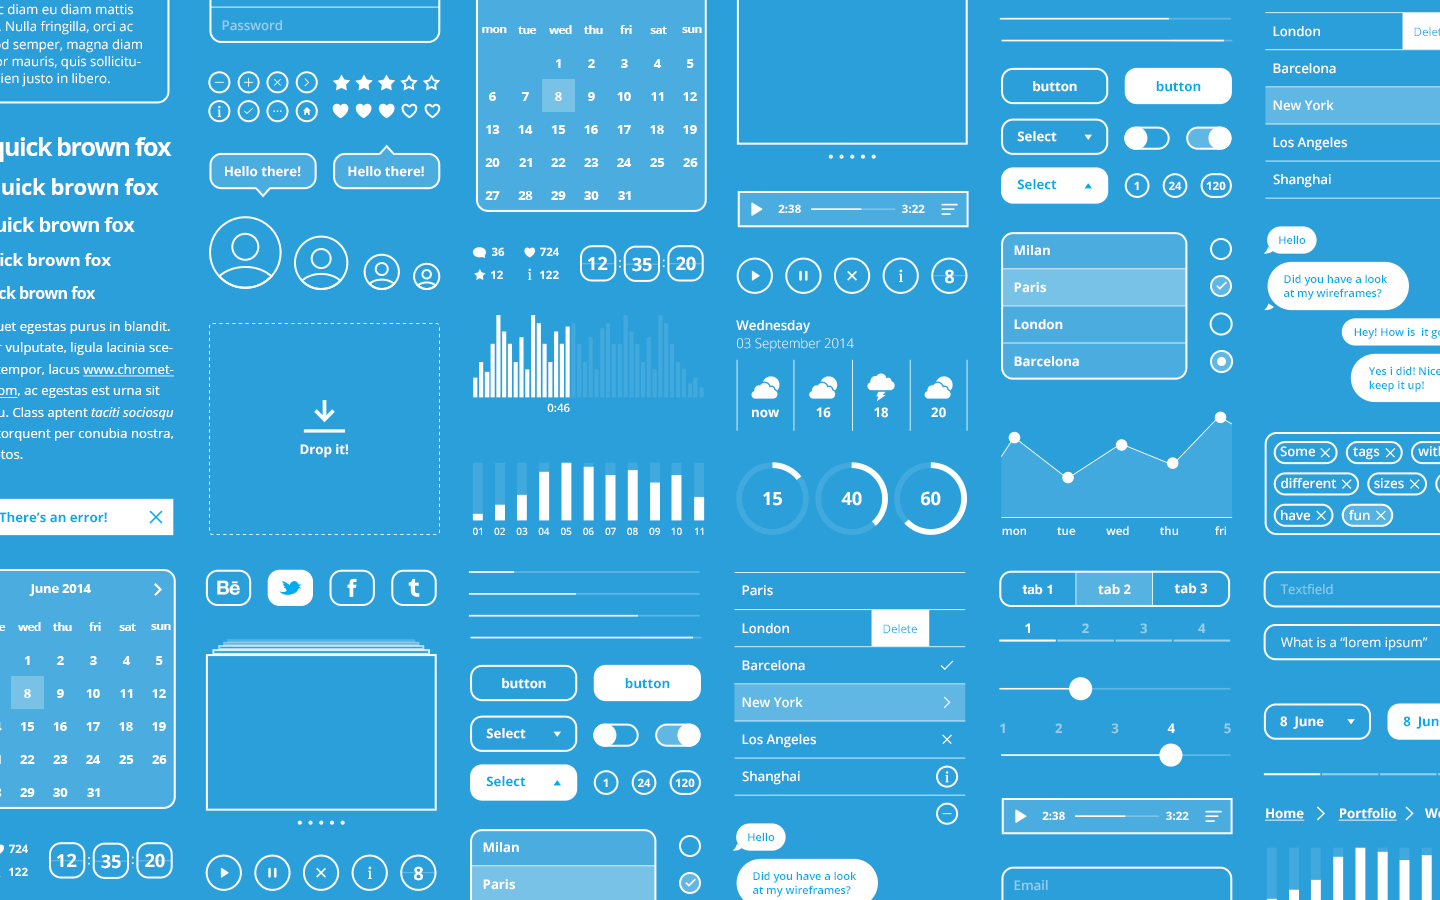 c diam eu diam mattis
. Nulla fringilla, orci ac
d semper, magna diam
or mauris, quis sollicitu-
ien justo in libero.
quick brown fox
uick brown fox
uick brown fox
ick brown fox
ck brown fox
uet egestas purus in blandit.
r vulputate, ligula lacinia sce-
tempor, lacus www.chromet-
om, ac egestas est urna sit
u. Class aptent taciti sociosqu
torquent per conubia nostra,
tos.
There’s an error!
June 2014
e wed thu fri sat sun
1 2 3 4 5
8 9 10 11 12
15 16 17 18 19
22 23 24 25 26
29 30 31
724
122
12 : 35 : 20
Password
Hello there! Hello there!
Drop it!
Bē f t
8
mon tue wed thu fri sat sun
1 2 3 4 5
6 7 8 9 10 11 12
13 14 15 16 17 18 19
20 21 22 23 24 25 26
27 28 29 30 31
36 724
12 122
12 : 35 : 20
0:46
01 02 03 04 05 06 07 08 09 10 11
button button
Select
Select 1 24 120
Milan
Paris
2:38 3:22
8
Wednesday
03 September 2014
now 16 18 20
15 40 60
Paris
London Delete
Barcelona
New York
Los Angeles
Shanghai
Hello
Did you have a look
at my wireframes?
button button
Select
Select 1 24 120
Milan
Paris
London
Barcelona
mon tue wed thu fri
tab 1 tab 2 tab 3
1 2 3 4
1 2 3 4 5
2:38 3:22
Email
London Delet
Barcelona
New York
Los Angeles
Shanghai
Hello
Did you have a look
at my wireframes?
Hey! How is it go
Yes i did! Nice
keep it up!
Some tags with
different sizes
have fun
Textfield
What is a “lorem ipsum”
8 June 8 Jun
Home Portfolio We